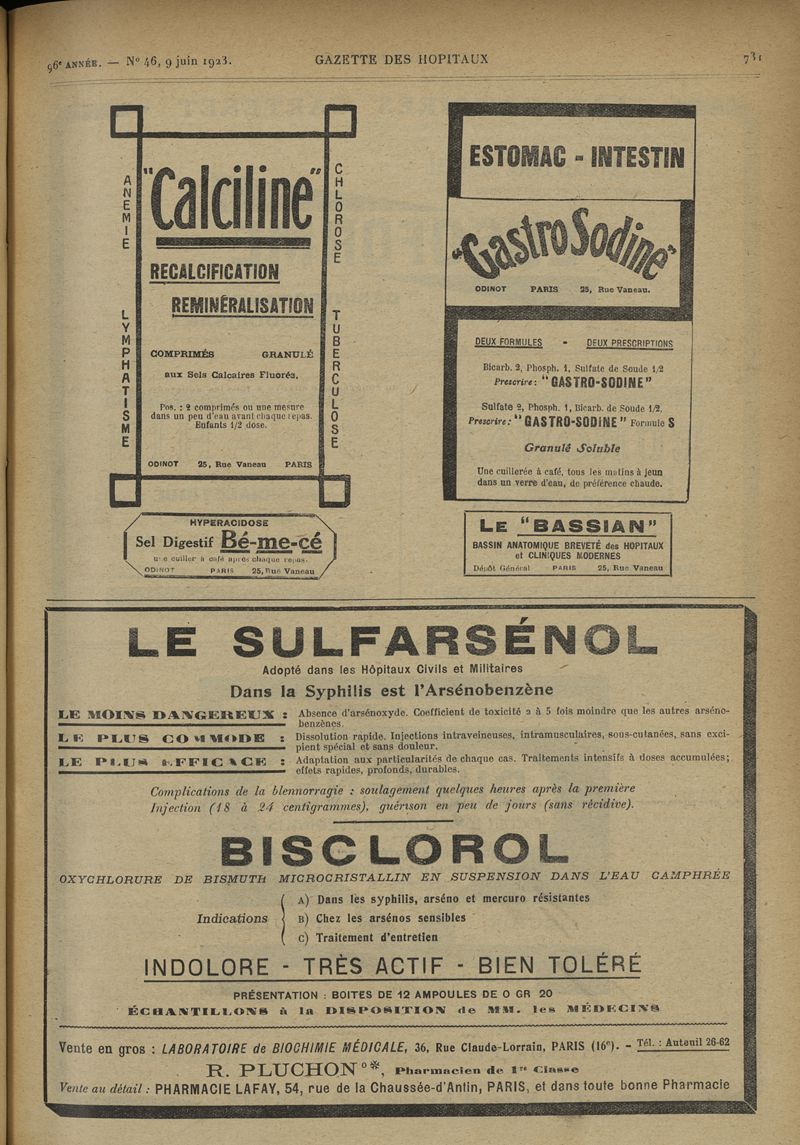 96e ANNÉE. — No 46, 9 juin 1923.
GAZETTE DES HOPITAUX
731
ANEMIE
LYMPHATISME
"Calciline"
RECALCIFICATION
REMINÉRALISATION
COMPRIMÉS GRANULÉ
aux Sels Calcaires Fluorés.
Pos. : 2 comprimés ou une mesure
dans un peu d'eau avant chaque repas.
Enfants 1/2 dose.
ODINOT 25, Rue Vaneau PARIS
CHLOROSE
TUBERCULOSE
HYPERACIDOSE
Sel Digestif Bé-me-cé
une cuiller à café après chaque repas.
ODINOT PARIS 25, Rue Vaneau
ESTOMAC - INTESTIN
"GastroSodine"
ODINOT PARIS 25, Rue Vaneau.
DEUX FORMULES - DEUX PRESCRIPTIONS
Bicarb. 2, Phosph. 1, Sulfate de Soude 1/2
Prescrire : "GASTRO-SODINE"
Sulfate 2, Phosph. 1, Bicarb. de Soude 1/2.
Prescrire : "GASTRO-SODINE" Formule S
Granulé Soluble
Une cuillerée à café, tous les matins à jeun
dans un verre d'eau, de préférence chaude.
LE "BASSIAN"
BASSIN ANATOMIQUE BREVETÉ des HOPITAUX
et CLINIQUES MODERNES
Dépôt Général PARIS 25, Rue Vaneau
LE SULFARSÉNOL
Adopté dans les Hôpitaux Civils et Militaires
Dans la Syphilis est l'Arsénobenzène
LE MOINS DANGEREUX : Absence d'arsénoxyde. Coefficient de toxicité 2 à 5 fois moindre que les autres arséno-
benzènes.
LE PLUS COMMODE : Dissolution rapide. Injections intraveineuses, intramusculaires, sous-cutanées, sans exci-
pient spécial et sans douleur.
LE PLUS EFFICACE : Adaptation aux particularités de chaque cas. Traitements intensifs à doses accumulées;
effets rapides, profonds, durables.
Complications de la blennorragie : soulagement quelques heures après la première
Injection (18 à 24 centigrammes), guérison en peu de jours (sans récidive).
BISCLOROL
OXYCHLORURE DE BISMUTH MICROCRISTALLIN EN SUSPENSION DANS L'EAU CAMPHRÉE
Indications
A) Dans les syphilis, arséno et mercuro résistantes
B) Chez les arsénos sensibles
C) Traitement d'entretien
INDOLORE - TRÈS ACTIF - BIEN TOLÉRÉ
PRÉSENTATION : BOITES DE 12 AMPOULES DE 0 GR 20
ÉCHANTILLONS à la DISPOSITION de MM. les MÉDECINS
Vente en gros : LABORATOIRE de BIOCHIMIE MÉDICALE, 36, Rue Claude-Lorrain, PARIS (16e). - Tél. : Auteuil 26-62
R. PLUCHON O*, Pharmacien de 1re Classe
Vente au détail : PHARMACIE LAFAY, 54, rue de la Chaussée-d'Antin, PARIS, et dans toute bonne Pharmacie